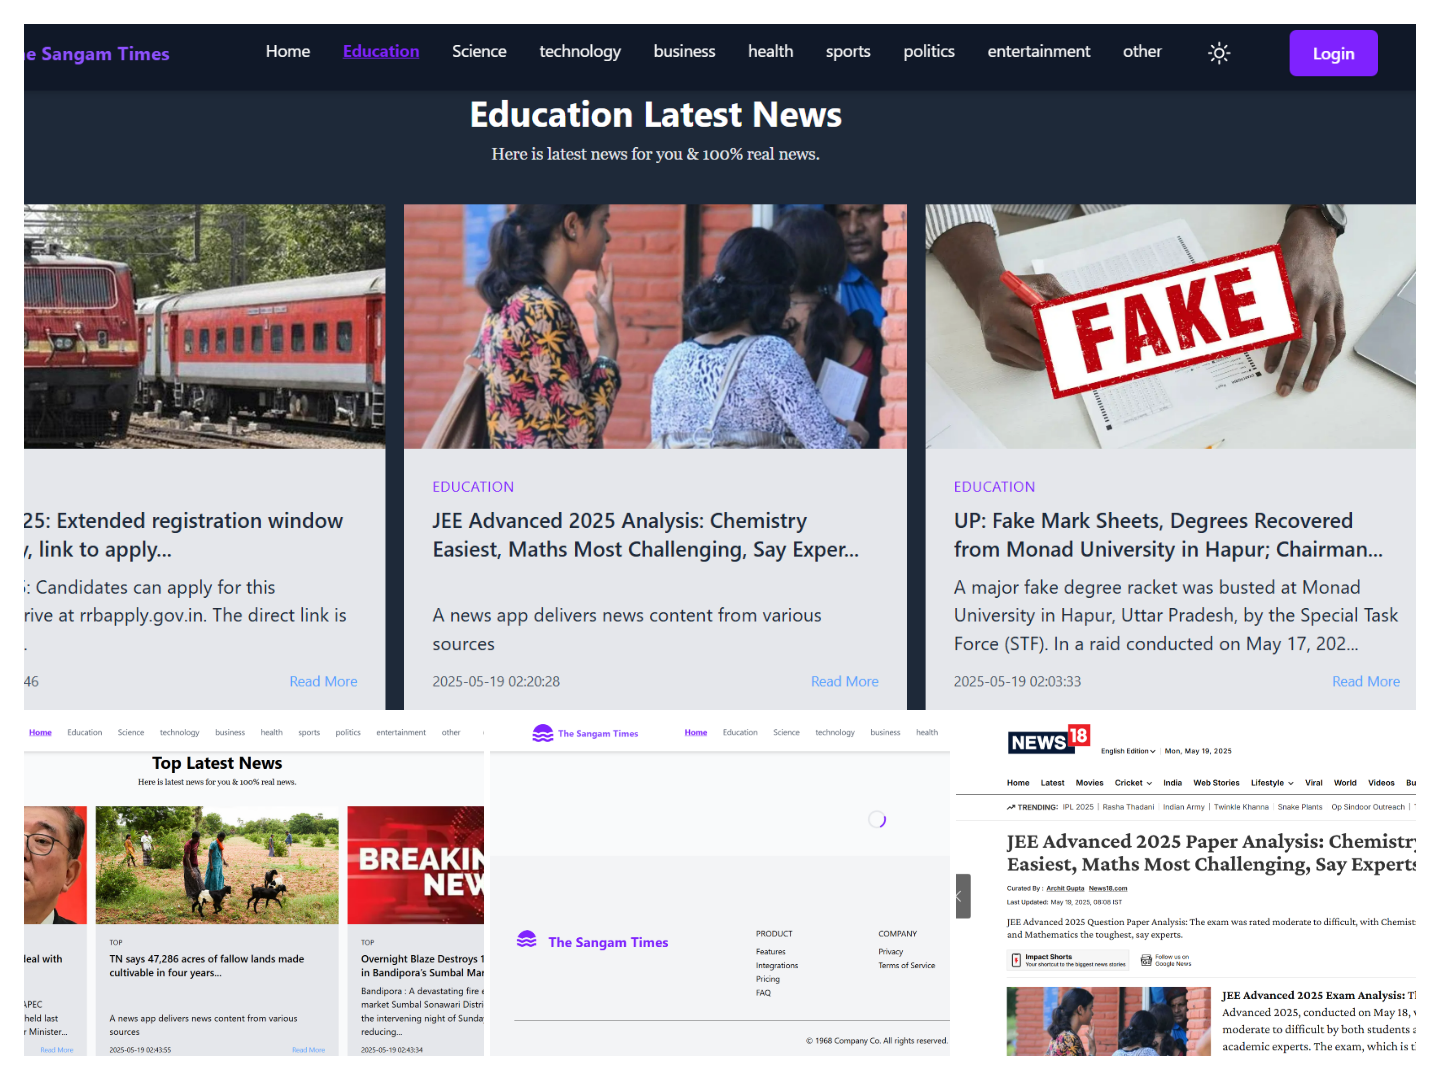 e Sangam Times
Home
Education
Science
technology
business
health
sports
politics
entertainment
other
Login
Education Latest News
Here is latest news for you & 100% real news.
FAKE
25: Extended registration window
, link to apply...
: Candidates can apply for this
rive at rrbapply.gov.in. The direct link is
.
46
Read More
EDUCATION
JEE Advanced 2025 Analysis: Chemistry
Easiest, Maths Most Challenging, Say Exper...
A news app delivers news content from various
sources
2025-05-19 02:20:28
Read More
EDUCATION
UP: Fake Mark Sheets, Degrees Recovered
from Monad University in Hapur; Chairman...
A major fake degree racket was busted at Monad
University in Hapur, Uttar Pradesh, by the Special Task
Force (STF). In a raid conducted on May 17, 202...
2025-05-19 02:03:33
Read More
Home
Education
Science
technology
business
health
sports
politics
entertainment
other
Top Latest News
Here is latest news for you & 100% real news.
BREAKIN
NEW
eal with
APEC
held last
r Minister...
Read More
TOP
TN says 47,286 acres of fallow lands made
cultivable in four years...
A news app delivers news content from various
sources
2025-05-19 02:43:55
Read More
TOP
Overnight Blaze Destroys 1
in Bandipora's Sumbal Mar
Bandipora : A devastating fire e
market Sumbal Sonawari Distri
the intervening night of Sunda
reducing...
2025-05-19 02:43:34
The Sangam Times
Home
Education
Science
technology
business
health
The Sangam Times
PRODUCT
Features
Integrations
Pricing
FAQ
COMPANY
Privacy
Terms of Service
© 1968 Company Co. All rights reserved.
NEWS 18
English Edition
Mon, May 19, 2025
Home
Latest
Movies
Cricket
India
Web Stories
Lifestyle
Viral
World
Videos
Bu
TRENDING:
IPL 2025
Rasha Thadani
Indian Army
Twinkle Khanna
Snake Plants
Op Sindoor Outreach
JEE Advanced 2025 Paper Analysis: Chemistry
Easiest, Maths Most Challenging, Say Experts
Curated By : Archit Gupta News18.com
Last Updated: May 19, 2025, 08:08 IST
JEE Advanced 2025 Question Paper Analysis: The exam was rated moderate to difficult, with Chemist
and Mathematics the toughest, say experts.
Impact Shorts
Your shortcut to the biggest news stories
Follow us on
Google News
JEE Advanced 2025 Exam Analysis: Th
Advanced 2025, conducted on May 18, w
moderate to difficult by both students a
academic experts. The exam, which is th